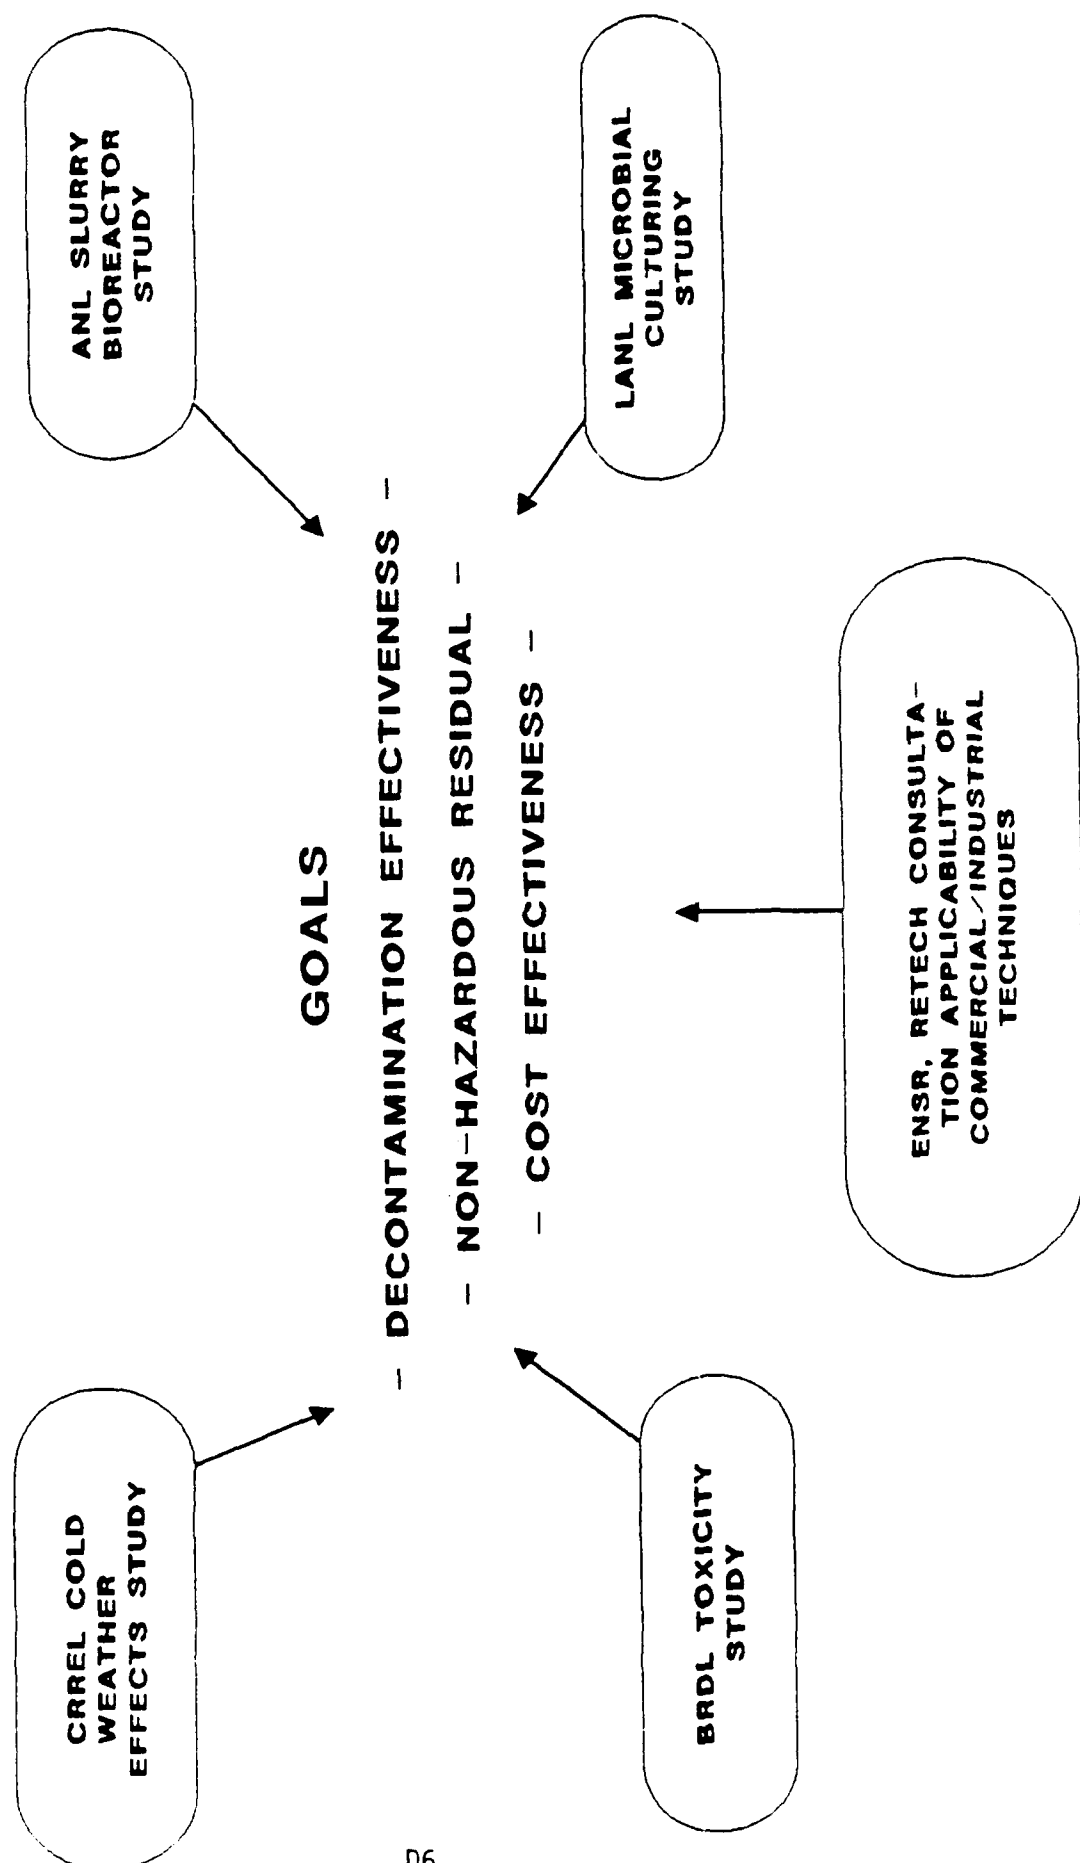 CRREL COLD
WEATHER
EFFECTS STUDY
ANL SLURRY
BIOREACTOR
STUDY
GOALS
- DECONTAMINATION EFFECTIVENESS -
- NON-HAZARDOUS RESIDUAL -
- COST EFFECTIVENESS -
BRDL TOXICITY
STUDY
LANL MICROBIAL
CULTURING
STUDY
ENSR, RETECH CONSULTA-
TION APPLICABILITY OF
COMMERCIAL/INDUSTRIAL
TECHNIQUES
D6